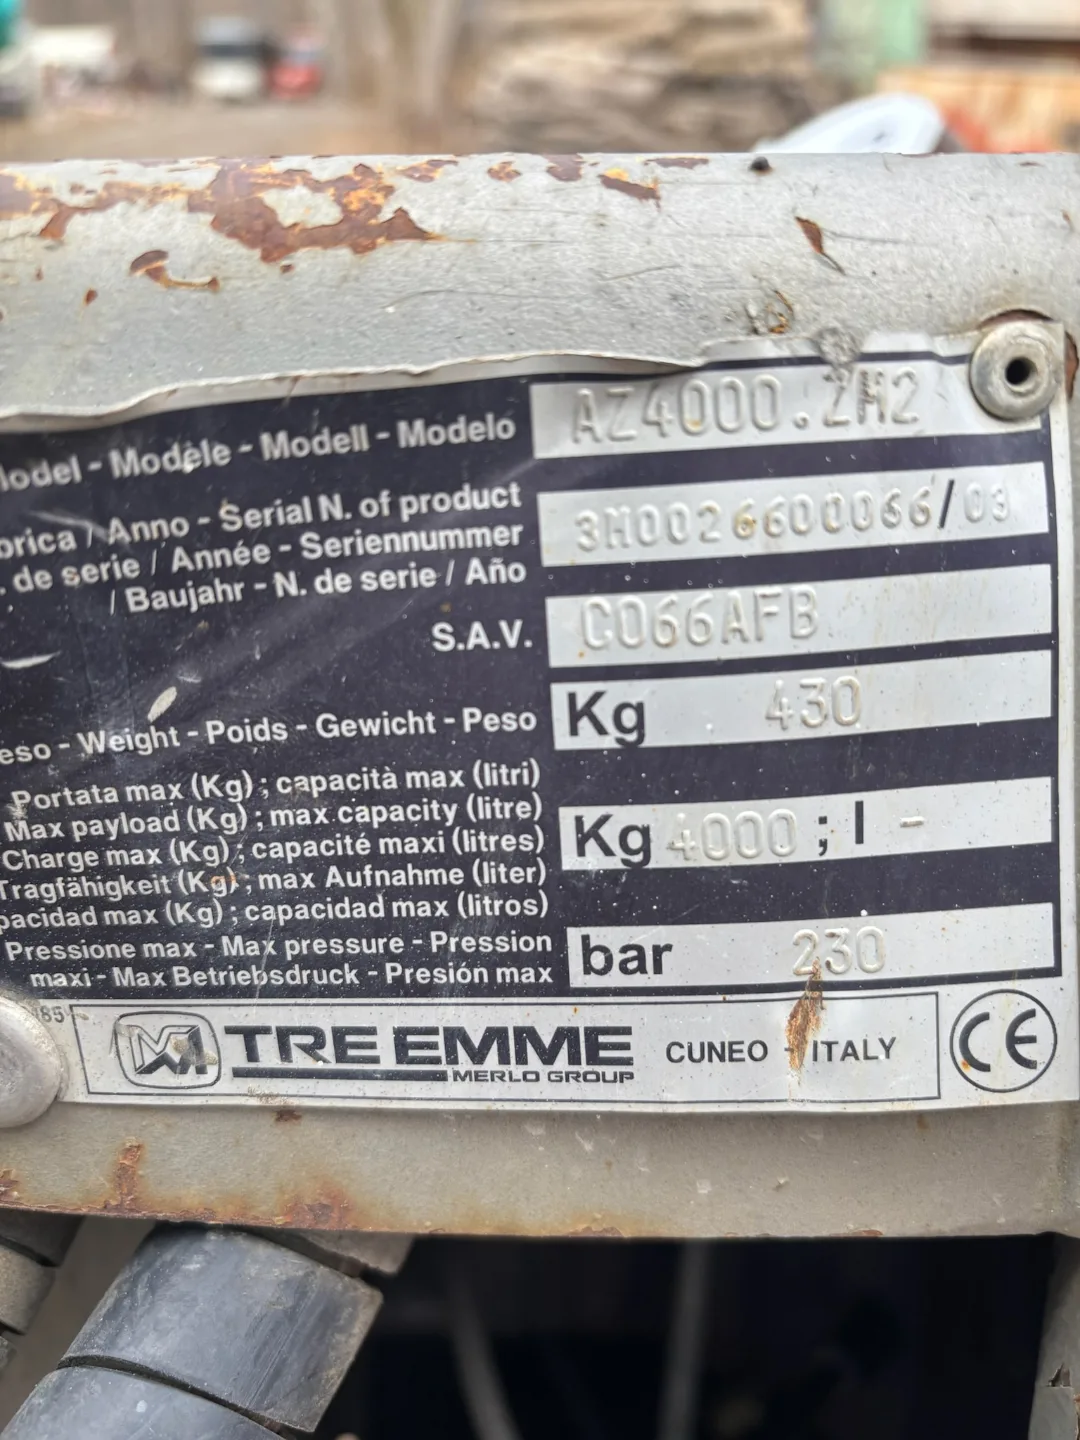 odel - Modèle - Modell - Modelo AZ4000.ZM2
brica / Anno - Serial N. of product 3M0026600066/03
. de serie / Année - Seriennummer
/ Baujahr - N. de serie / Año
S.A.V. C066AFB
eso - Weight - Poids - Gewicht - Peso Kg 430
Portata max (Kg) ; capacità max (litri)
Max payload (Kg) ; max capacity (litre)
Charge max (Kg) ; capacité maxi (litres) Kg 4000 ; l -
Tragfähigkeit (Kg) ; max Aufnahme (liter)
pacidad max (Kg) ; capacidad max (litros)
Pressione max - Max pressure - Pression bar 230
maxi - Max Betriebsdruck - Presión max
485
TRE EMME CUNEO - ITALY CE
MERLO GROUP